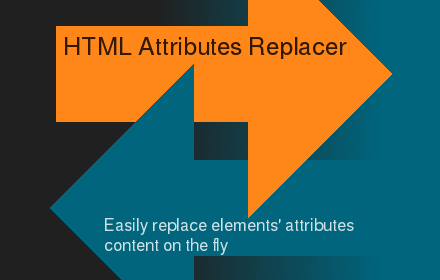 HTML Attributes Replacer
Easily replace elements' attributes
content on the fly